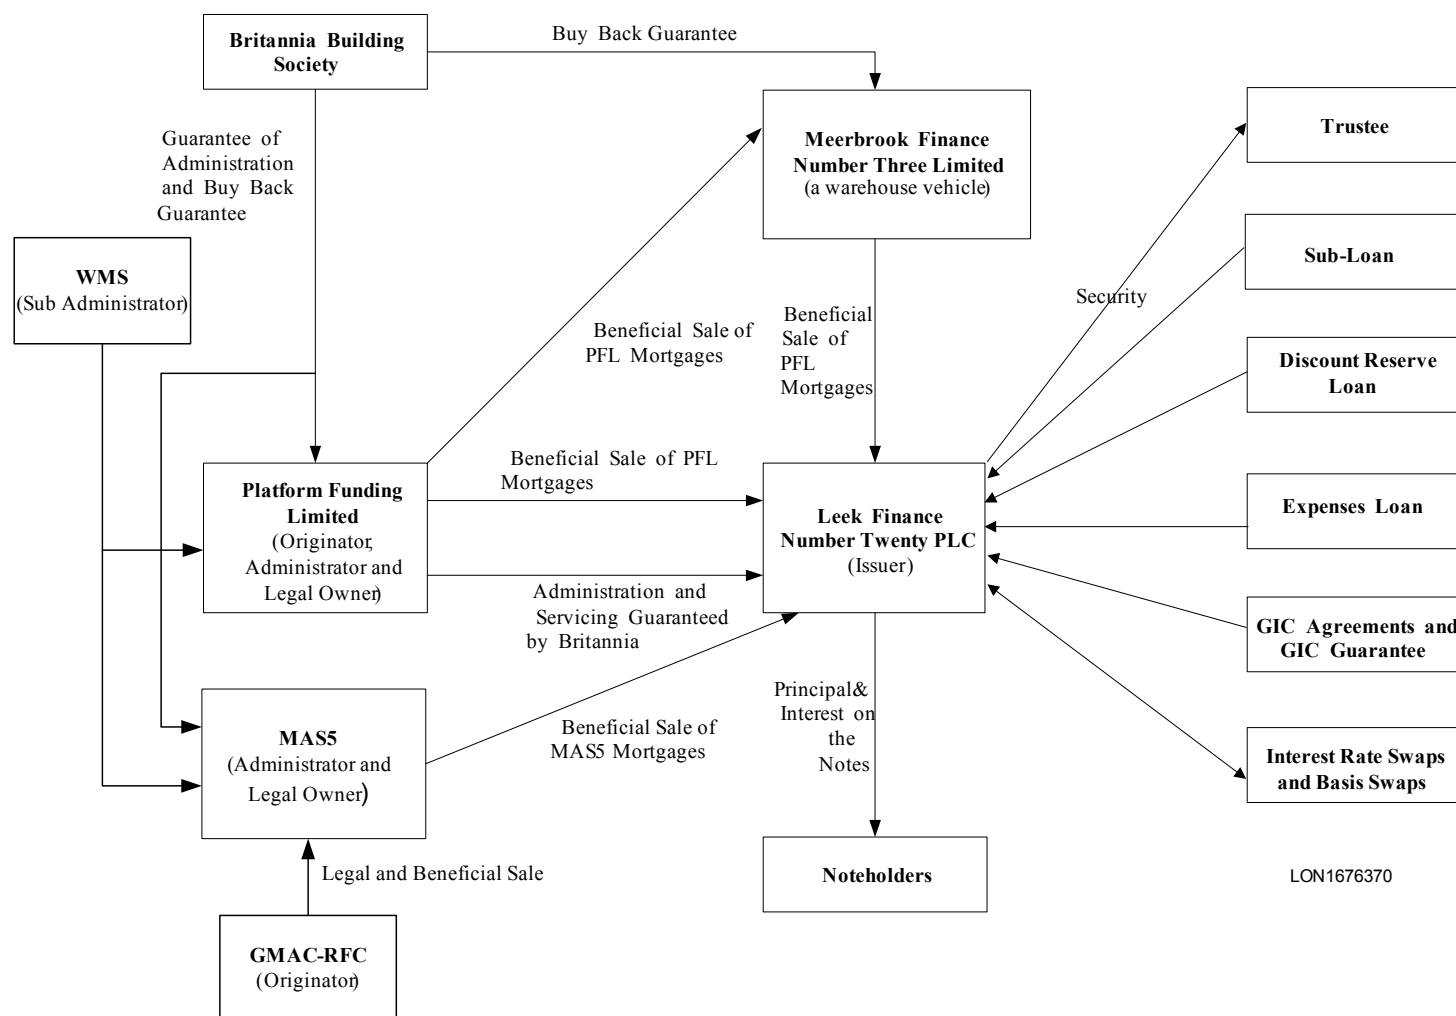 Britannia Building
Society
Buy Back Guarantee
Guarantee of
Administration
and Buy Back
Guarantee
Meerbrook Finance
Number Three Limited
(a warehouse vehicle)
Trustee
WMS
(Sub Administrator)
Sub-Loan
Security
Beneficial Sale of
PFL Mortgages
Beneficial
Sale of
PFL
Mortgages
Discount Reserve
Loan
Beneficial Sale of PFL
Mortgages
Platform Funding
Limited
(Originator,
Administrator and
Legal Owner)
Leek Finance
Number Twenty PLC
(Issuer)
Expenses Loan
Administration and
Servicing Guaranteed
by Britannia
GIC Agreements and
GIC Guarantee
MAS5
(Administrator and
Legal Owner)
Beneficial Sale of
MAS5 Mortgages
Principal&
Interest on
the
Notes
Interest Rate Swaps
and Basis Swaps
Legal and Beneficial Sale
Noteholders
LON1676370
GMAC-RFC
(Originator)